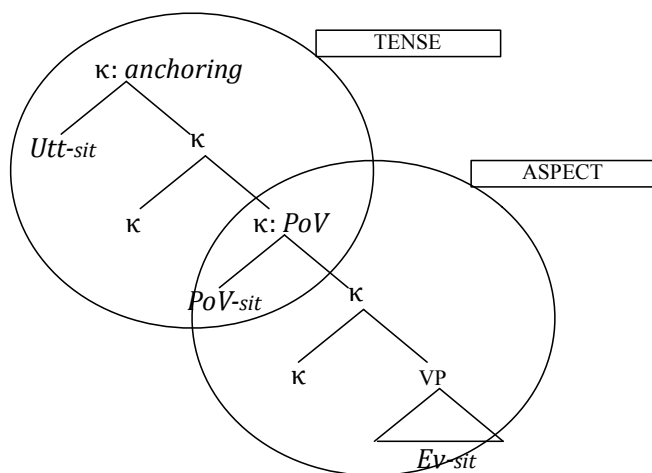 TENSE
κ: anchoring
Utt-sit
κ
ASPECT
κ
κ: PoV
PoV-sit
κ
κ
VP
Ev-sit